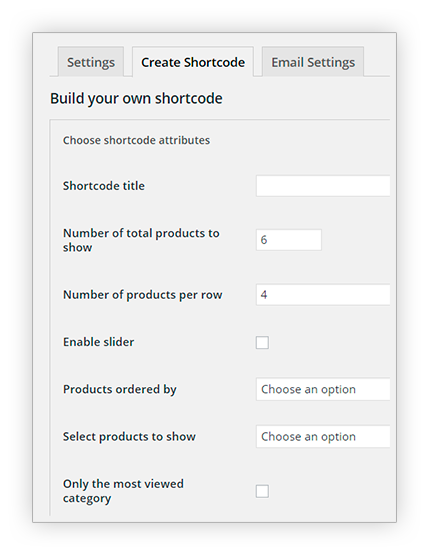 Settings
Create Shortcode
Email Settings
Build your own shortcode
Choose shortcode attributes
Shortcode title
Number of total products to
show
6
Number of products per row
4
Enable slider
Products ordered by
Choose an option
Select products to show
Choose an option
Only the most viewed
category